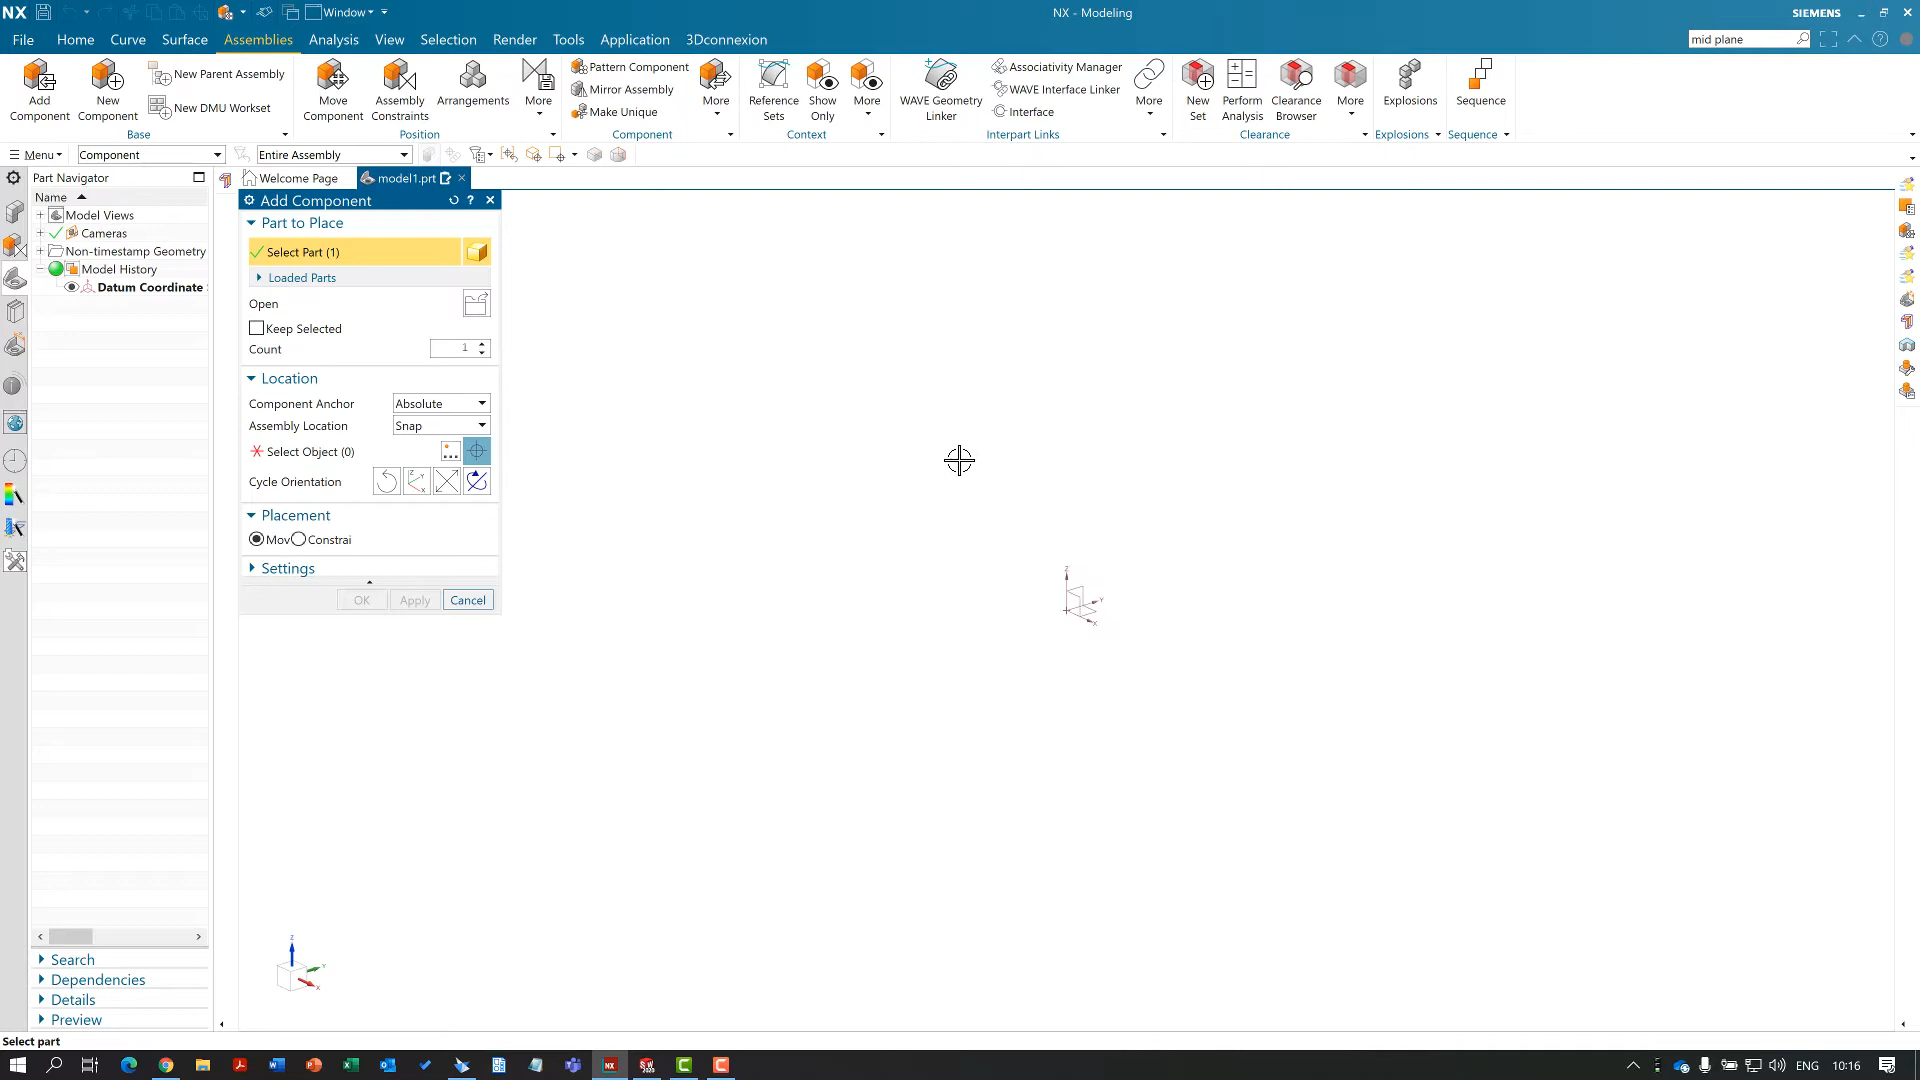 NX
Window
NX - Modeling
SIEMENS
File
Home
Curve
Surface
Assemblies
Analysis
View
Selection
Render
Tools
Application
3Dconnexion
mid plane
Add Component
New Component
New Parent Assembly
New DMU Workset
Base
Move Component
Assembly Constraints
Arrangements
More
Position
Pattern Component
Mirror Assembly
Make Unique
More
Component
Reference Sets
Show Only
More
Context
WAVE Geometry Linker
Associativity Manager
WAVE Interface Linker
Interface
More
Interpart Links
New Set
Perform Analysis
Clearance Browser
More
Clearance
Explosions
Explosions
Sequence
Sequence
Menu
Component
Entire Assembly
Part Navigator
Name
Model Views
Cameras
Non-timestamp Geometry
Model History
Datum Coordinate
Welcome Page
model1.prt
Add Component
Part to Place
Select Part (1)
Loaded Parts
Open
Keep Selected
Count
1
Location
Component Anchor
Absolute
Assembly Location
Snap
Select Object (0)
Cycle Orientation
Placement
Mov
Constrai
Settings
OK
Apply
Cancel
Z
Y
X
Z
Y
X
Search
Dependencies
Details
Preview
Select part
ENG
10:16